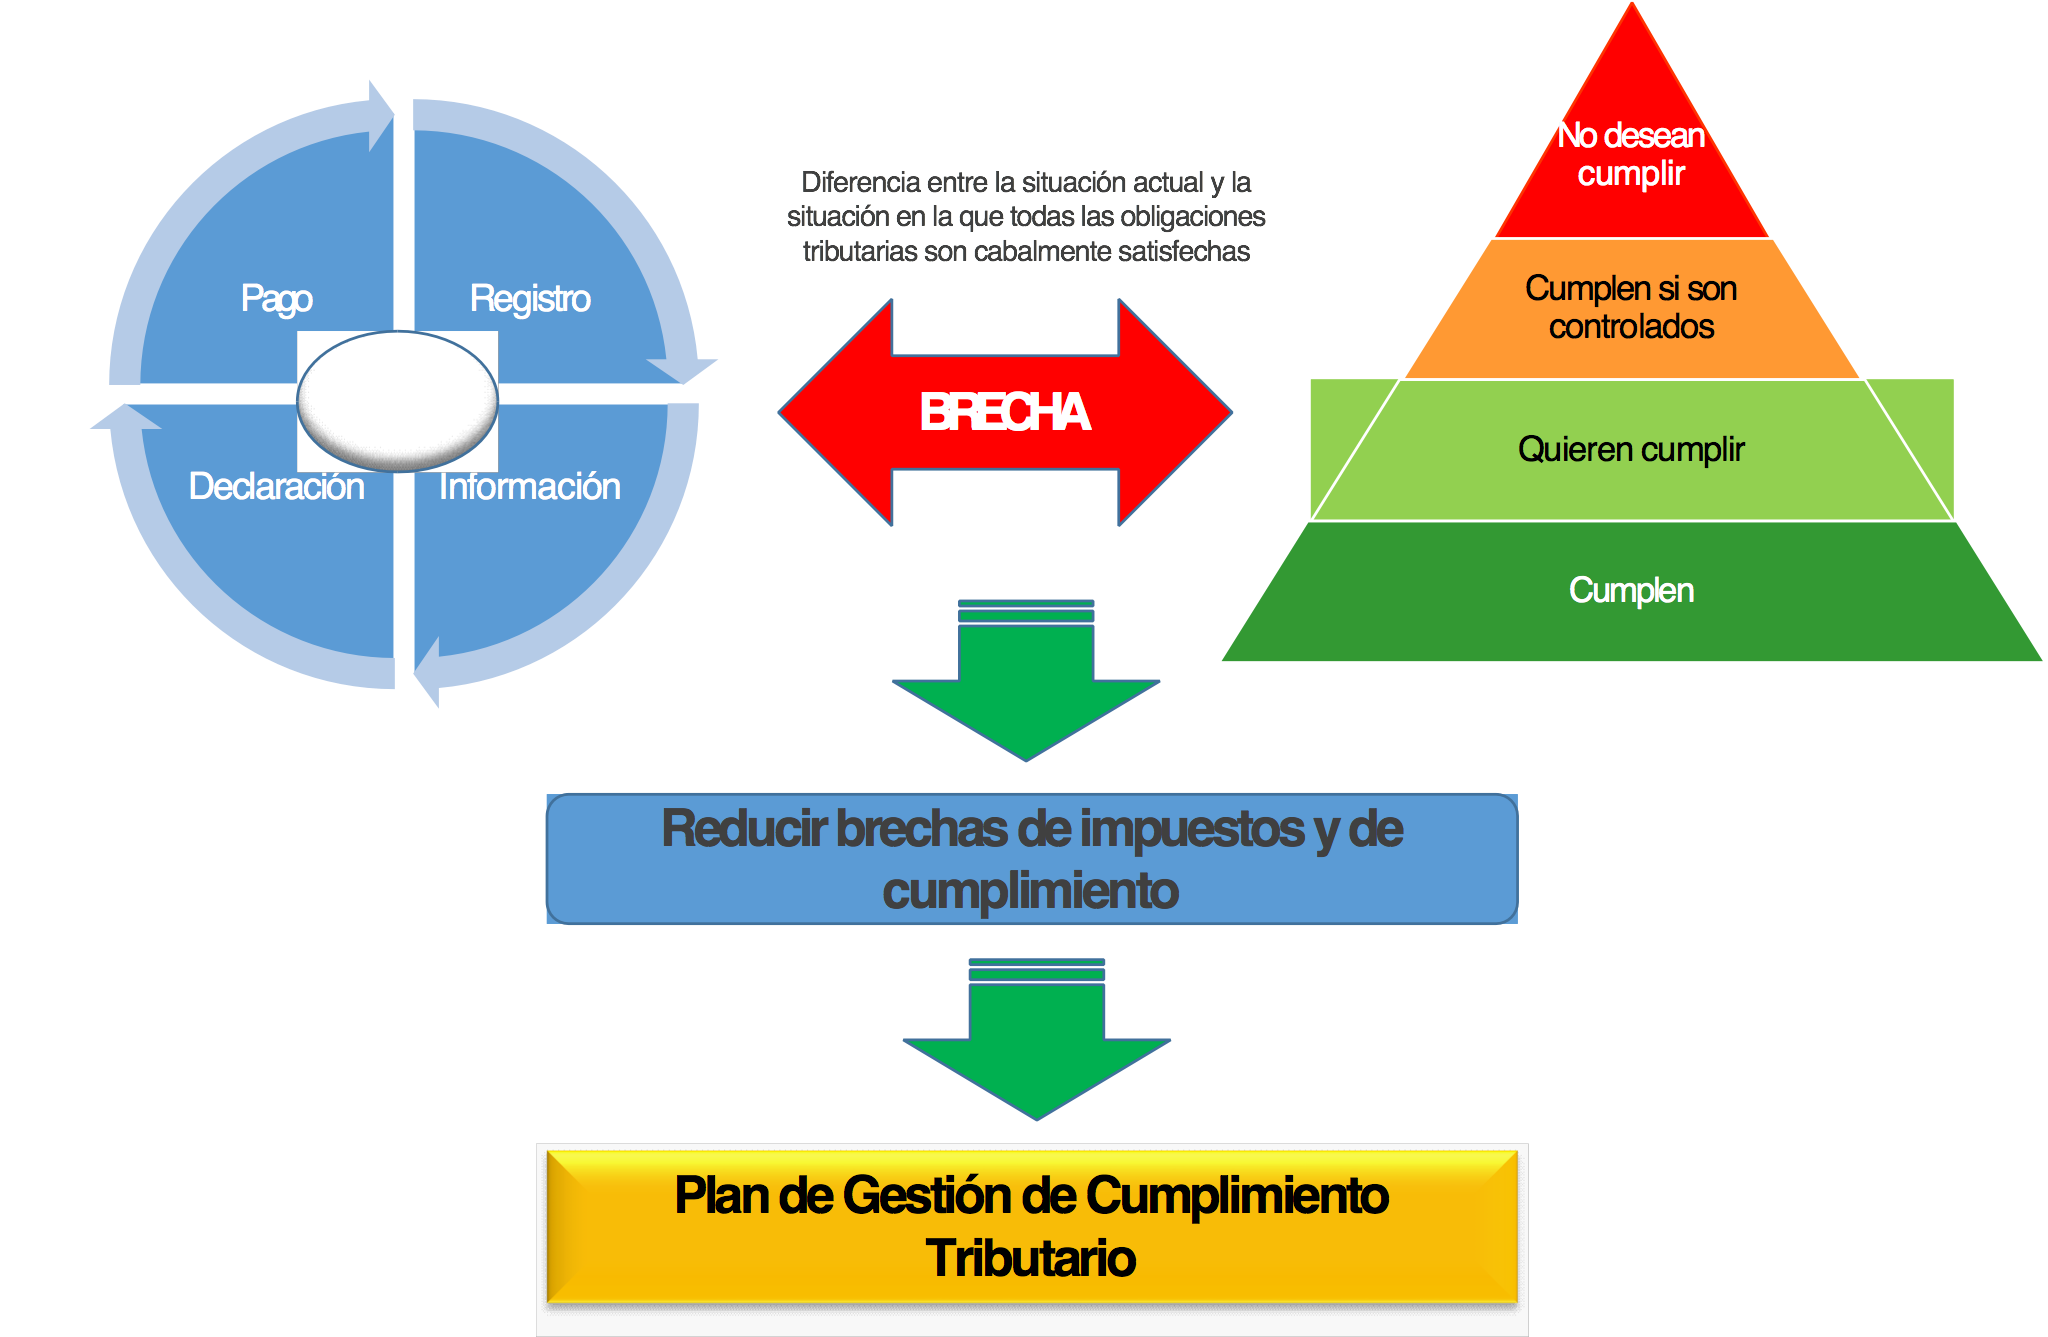 Pago
Registro
Declaración
Información
Diferencia entre la situación actual y la
situación en la que todas las obligaciones
tributarias son cabalmente satisfechas
BRECHA
No desean
cumplir
Cumplen si son
controlados
Quieren cumplir
Cumplen
Reducir brechas de impuestos y de
cumplimiento
Plan de Gestión de Cumplimiento
Tributario